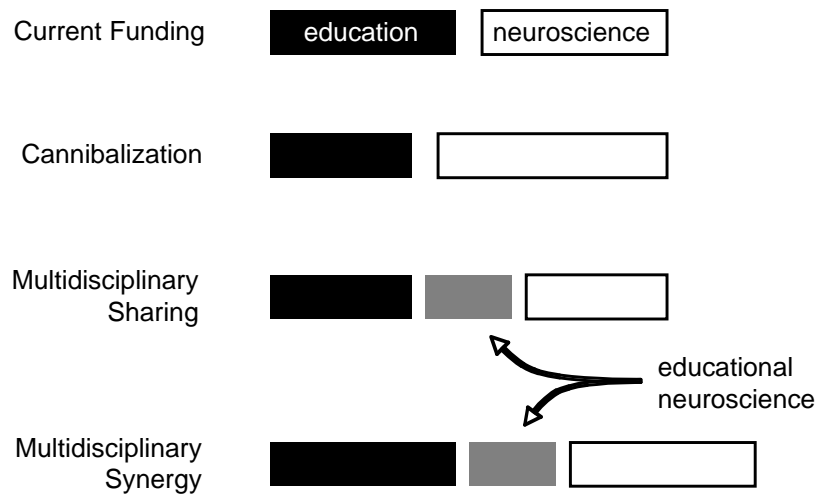 Current Funding
education
neuroscience
Cannibalization
Multidisciplinary
Sharing
educational
neuroscience
Multidisciplinary
Synergy